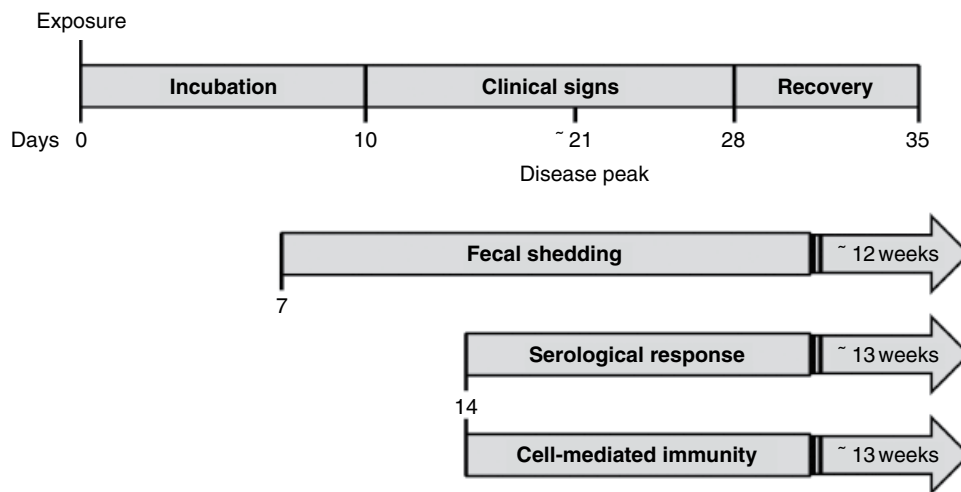 Exposure
Incubation Clinical signs Recovery
Days 0 10 ~ 21 28 35
Disease peak
Fecal shedding ~ 12 weeks
7
Serological response ~ 13 weeks
14
Cell-mediated immunity ~ 13 weeks